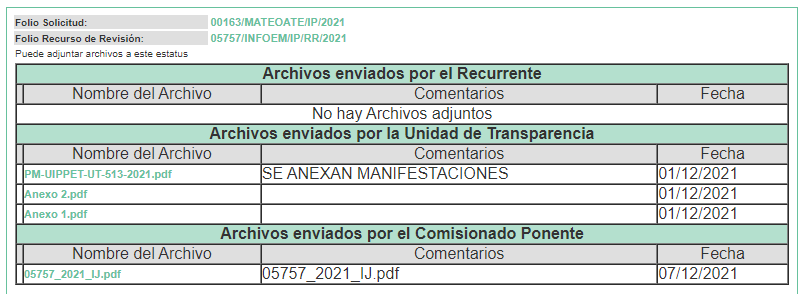 Folio Solicitud: 00163/MATEOATE/IP/2021
Folio Recurso de Revisión: 05757/INFOEM/IP/RR/2021
Puede adjuntar archivos a este estatus
Archivos enviados por el Recurrente
Nombre del Archivo Comentarios Fecha
No hay Archivos adjuntos
Archivos enviados por la Unidad de Transparencia
Nombre del Archivo Comentarios Fecha
PM-UIPPET-UT-513-2021.pdf SE ANEXAN MANIFESTACIONES 01/12/2021
Anexo 2.pdf 01/12/2021
Anexo 1.pdf 01/12/2021
Archivos enviados por el Comisionado Ponente
Nombre del Archivo Comentarios Fecha
05757_2021_IJ.pdf 05757_2021_IJ.pdf 07/12/2021